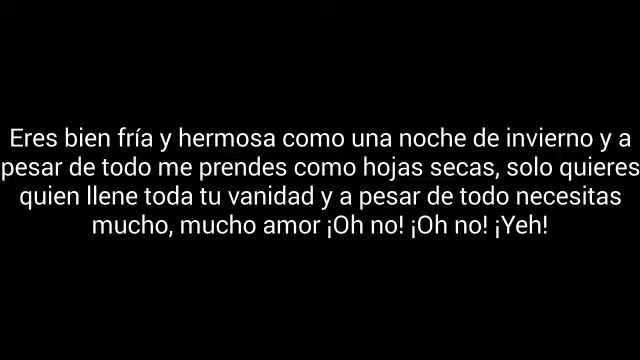 Eres bien fría y hermosa como una noche de invierno y a
pesar de todo me prendes como hojas secas, solo quieres
quien llene toda tu vanidad y a pesar de todo necesitas
mucho, mucho amor ¡Oh no! ¡Oh no! ¡Yeh!